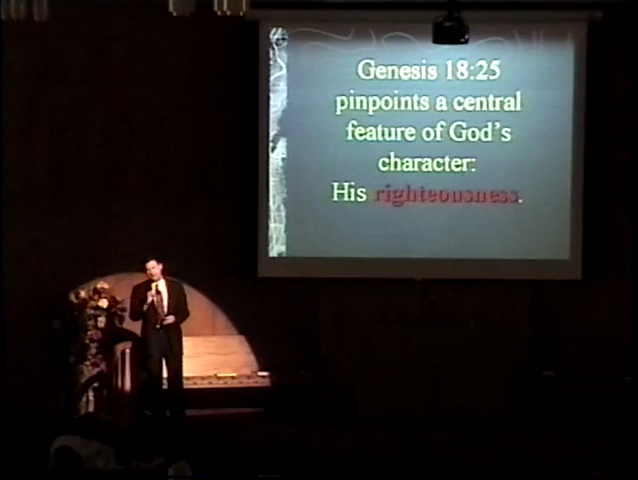 Genesis 18:25
pinpoints a central
feature of God's
character:
His righteousness.